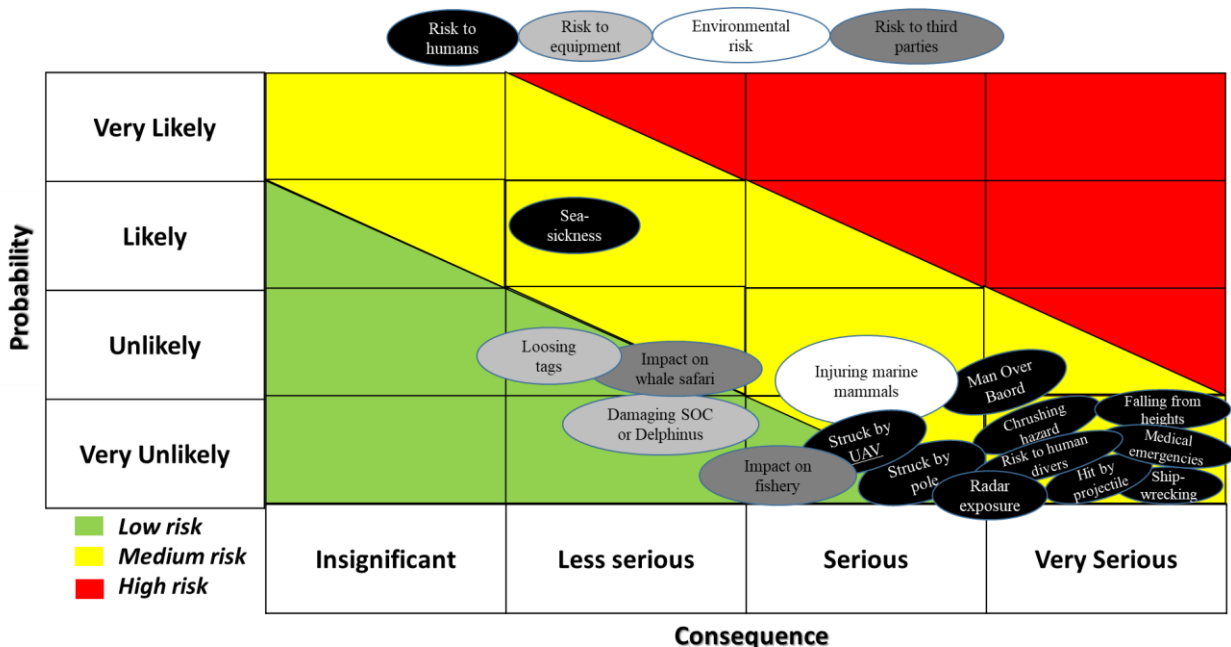 Risk to
humans
Risk to
equipment
Environmental
risk
Risk to third
parties
Probability
Very Likely
Likely
Sea-
sickness
Unlikely
Loosing
tags
Impact on
whale safari
Injuring marine
mammals
Man Over
Baord
Very Unlikely
Damaging SOC
or Delphinus
Impact on
fishery
Struck by
UAV
Struck by
pole
Chrushing
hazard
Risk to human
divers
Radar
exposure
Hit by
projectile
Falling from
heights
Medical
emergencies
Ship-
wrecking
Low risk
Medium risk
High risk
Insignificant
Less serious
Serious
Very Serious
Consequence